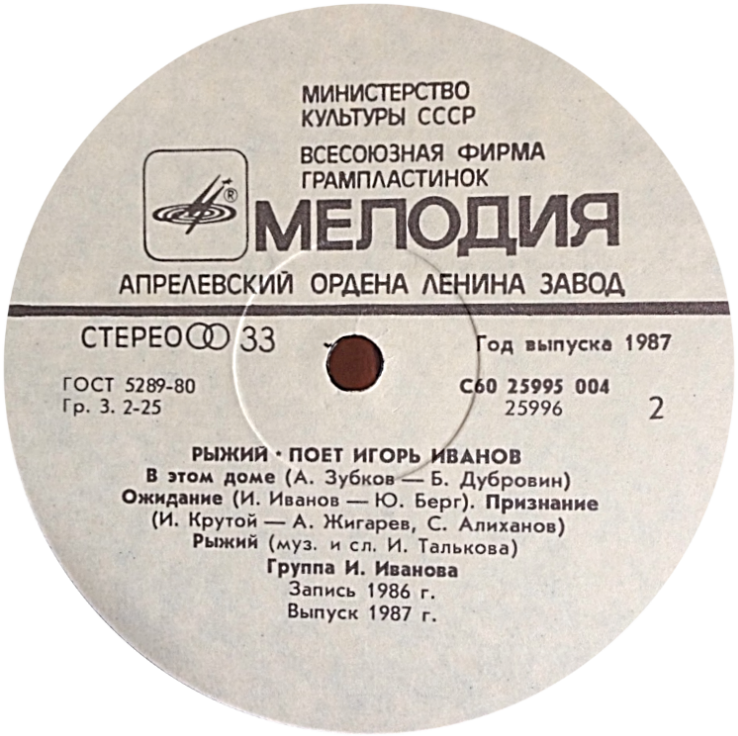 МИНИСТЕРСТВО
КУЛЬТУРЫ СССР
ВСЕСОЮЗНАЯ ФИРМА
ГРАМПЛАСТИНОК
®
МЕЛОДИЯ
АПРЕЛЕВСКИЙ ОРДЕНА ЛЕНИНА ЗАВОД
СТЕРЕО 33
Год выпуска 1987
ГОСТ 5289-80
Гр. 3. 2-25
С60 25995 004
25996
2
РЫЖИЙ · ПОЕТ ИГОРЬ ИВАНОВ
В этом доме (А. Зубков — Б. Дубровин)
Ожидание (И. Иванов — Ю. Берг). Признание
(И. Крутой — А. Жигарев, С. Алиханов)
Рыжий (муз. и сл. И. Талькова)
Группа И. Иванова
Запись 1986 г.
Выпуск 1987 г.